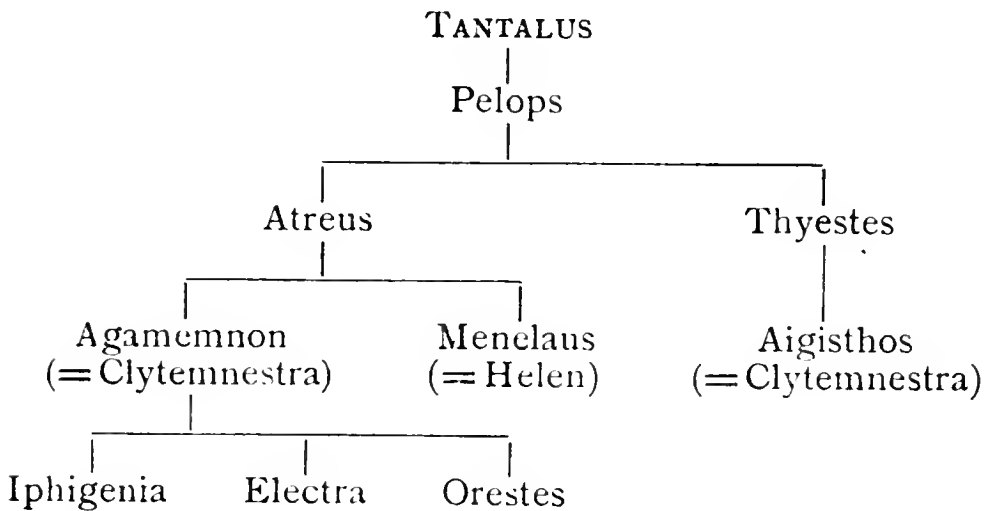 TANTALUS
Pelops
Atreus Thyestes
Agamemnon Menelaus Aigisthos
(=Clytemnestra) (=Helen) (=Clytemnestra)
Iphigenia Electra Orestes